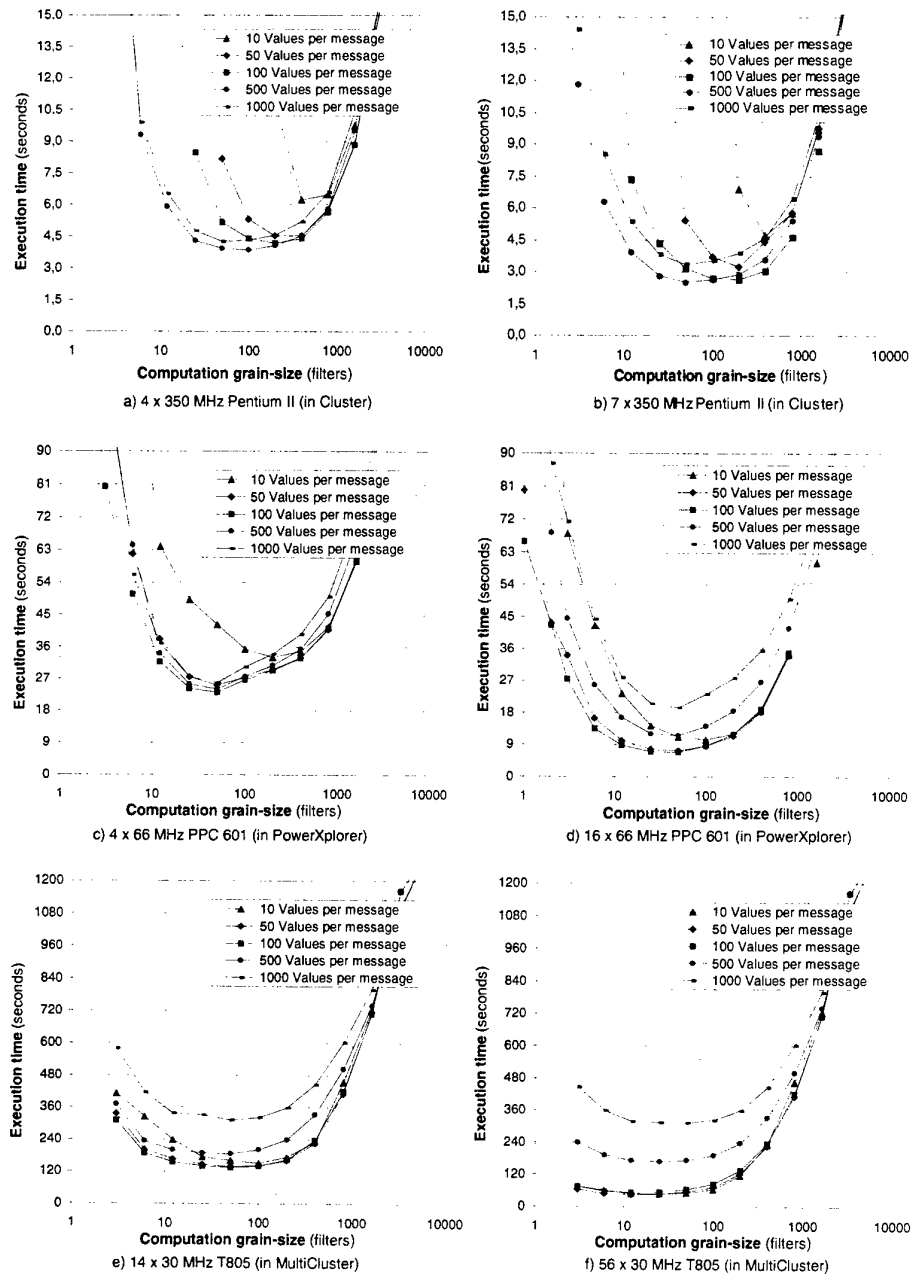 15.0
13.5
12.0
10.5
9.0
7.5
6.0
4.5
3.0
1,5
0.0
Execution time (seconds)
10 Values per message
50 Values per message
100 Values per message
500 Values per message
1000 Values per message
1 10 100 1000 10000
Computation grain-size (filters)
a) 4 x 350 MHz Pentium II (in Cluster)
15,0
13,5
12,0
10,5
9,0
7,5
6,0
4,5
3,0
1,5
0,0
Execution time (seconds)
10 Values per message
50 Values per message
100 Values per message
500 Values per message
1000 Values per message
1 10 100 1000 10000
Computation grain-size (filters)
b) 7 x 350 MHz Pentium II (in Cluster)
90
81
72
63
54
45
36
27
18
9
0
Execution time (seconds)
10 Values per message
50 Values per message
100 Values per message
500 Values per message
1000 Values per message
1 10 100 1000 10000
Computation grain-size (filters)
c) 4 x 66 MHz PPC 601 (in PowerXplorer)
90
81
72
63
54
45
36
27
18
9
0
Execution time (seconds)
10 Values per message
50 Values per message
100 Values per message
500 Values per message
1000 Values per message
1 10 100 1000 10000
Computation grain-size (filters)
d) 16 x 66 MHz PPC 601 (in PowerXplorer)
1200
1080
960
840
720
600
480
360
240
120
0
Execution time (seconds)
10 Values per message
50 Values per message
100 Values per message
500 Values per message
1000 Values per message
1 10 100 1000 10000
Computation grain-size (filters)
e) 14 x 30 MHz T805 (in MultiCluster)
1200
1080
960
840
720
600
480
360
240
120
0
Execution time (seconds)
10 Values per message
50 Values per message
100 Values per message
500 Values per message
1000 Values per message
1 10 100 1000 10000
Computation grain-size (filters)
f) 56 x 30 MHz T805 (in MultiCluster)